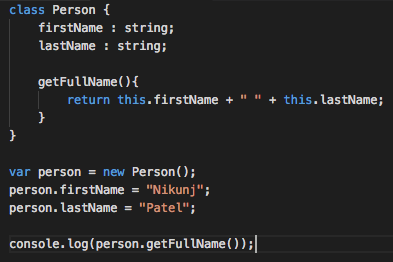 class Person {
    firstName : string;
    lastName : string;

    getFullName(){
        return this.firstName + " " + this.lastName;
    }
}

var person = new Person();
person.firstName = "Nikunj";
person.lastName = "Patel";

console.log(person.getFullName());